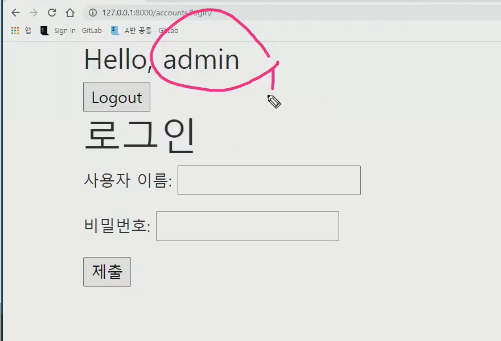 127.0.0.1:8000/accounts/login/
앱 Sign in · GitLab A반 공통 · GitLab
Hello, admin
Logout
로그인
사용자 이름:
비밀번호:
제출